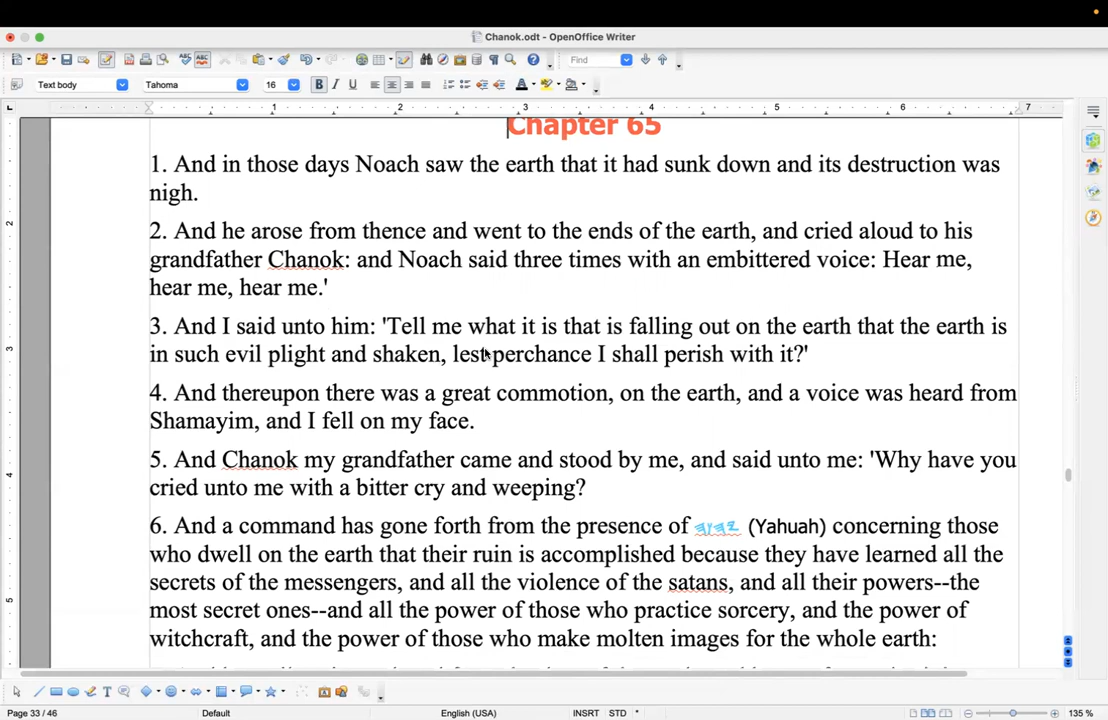 Chanok.odt - OpenOffice Writer
Find
Text body Tahoma 16 B I U A
1 2 3 4 5 6 7
Chapter 65
1. And in those days Noach saw the earth that it had sunk down and its destruction was
nigh.
2. And he arose from thence and went to the ends of the earth, and cried aloud to his
grandfather Chanok: and Noach said three times with an embittered voice: Hear me,
hear me, hear me.'
3. And I said unto him: 'Tell me what it is that is falling out on the earth that the earth is
in such evil plight and shaken, lest perchance I shall perish with it?'
4. And thereupon there was a great commotion, on the earth, and a voice was heard from
Shamayim, and I fell on my face.
5. And Chanok my grandfather came and stood by me, and said unto me: 'Why have you
cried unto me with a bitter cry and weeping?
6. And a command has gone forth from the presence of 𐤉𐤄𐤅𐤄 (Yahuah) concerning those
who dwell on the earth that their ruin is accomplished because they have learned all the
secrets of the messengers, and all the violence of the satans, and all their powers--the
most secret ones--and all the power of those who practice sorcery, and the power of
witchcraft, and the power of those who make molten images for the whole earth:
Page 33 / 46 Default English (USA) INSRT STD * 135 %